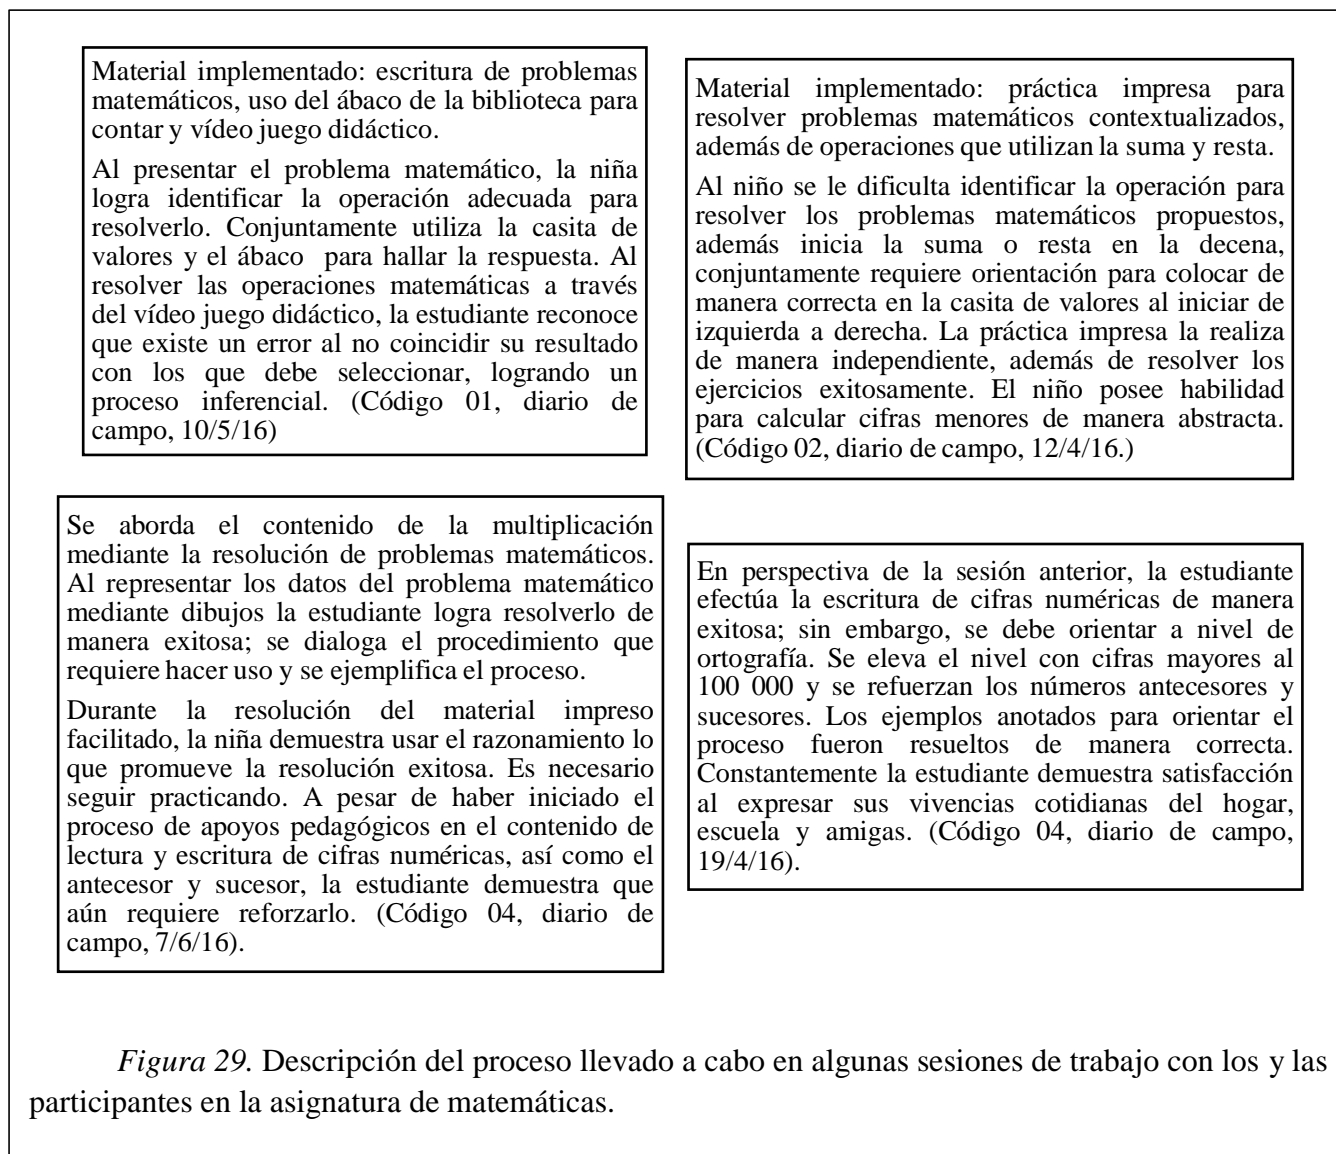 Material implementado: escritura de problemas
matemáticos, uso del ábaco de la biblioteca para
contar y vídeo juego didáctico.
Al presentar el problema matemático, la niña
logra identificar la operación adecuada para
resolverlo. Conjuntamente utiliza la casita de
valores y el ábaco para hallar la respuesta. Al
resolver las operaciones matemáticas a través
del vídeo juego didáctico, la estudiante reconoce
que existe un error al no coincidir su resultado
con los que debe seleccionar, logrando un
proceso inferencial. (Código 01, diario de
campo, 10/5/16)
Material implementado: práctica impresa para
resolver problemas matemáticos contextualizados,
además de operaciones que utilizan la suma y resta.
Al niño se le dificulta identificar la operación para
resolver los problemas matemáticos propuestos,
además inicia la suma o resta en la decena,
conjuntamente requiere orientación para colocar de
manera correcta en la casita de valores al iniciar de
izquierda a derecha. La práctica impresa la realiza
de manera independiente, además de resolver los
ejercicios exitosamente. El niño posee habilidad
para calcular cifras menores de manera abstracta.
(Código 02, diario de campo, 12/4/16.)
Se aborda el contenido de la multiplicación
mediante la resolución de problemas matemáticos.
Al representar los datos del problema matemático
mediante dibujos la estudiante logra resolverlo de
manera exitosa; se dialoga el procedimiento que
requiere hacer uso y se ejemplifica el proceso.
Durante la resolución del material impreso
facilitado, la niña demuestra usar el razonamiento lo
que promueve la resolución exitosa. Es necesario
seguir practicando. A pesar de haber iniciado el
proceso de apoyos pedagógicos en el contenido de
lectura y escritura de cifras numéricas, así como el
antecesor y sucesor, la estudiante demuestra que
aún requiere reforzarlo. (Código 04, diario de
campo, 7/6/16).
En perspectiva de la sesión anterior, la estudiante
efectúa la escritura de cifras numéricas de manera
exitosa; sin embargo, se debe orientar a nivel de
ortografía. Se eleva el nivel con cifras mayores al
100 000 y se refuerzan los números antecesores y
sucesores. Los ejemplos anotados para orientar el
proceso fueron resueltos de manera correcta.
Constantemente la estudiante demuestra satisfacción
al expresar sus vivencias cotidianas del hogar,
escuela y amigas. (Código 04, diario de campo,
19/4/16).
Figura 29. Descripción del proceso llevado a cabo en algunas sesiones de trabajo con los y las
participantes en la asignatura de matemáticas.